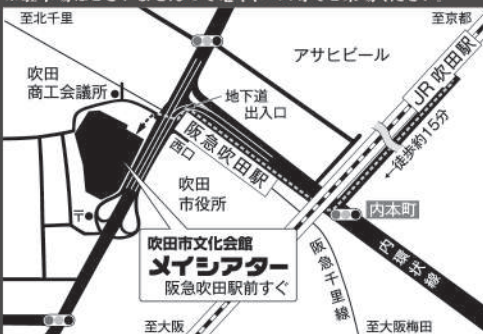 至北千里
至京都
アサヒビール
JR吹田駅
吹田
商工会議所
地下道
出入口
←徒歩約15分
阪急吹田駅
西口
吹田
市役所
〒
内本町
吹田市文化会館
メイシアター
阪急吹田駅前すぐ
阪急千里線
内環状線
至大阪
至大阪梅田